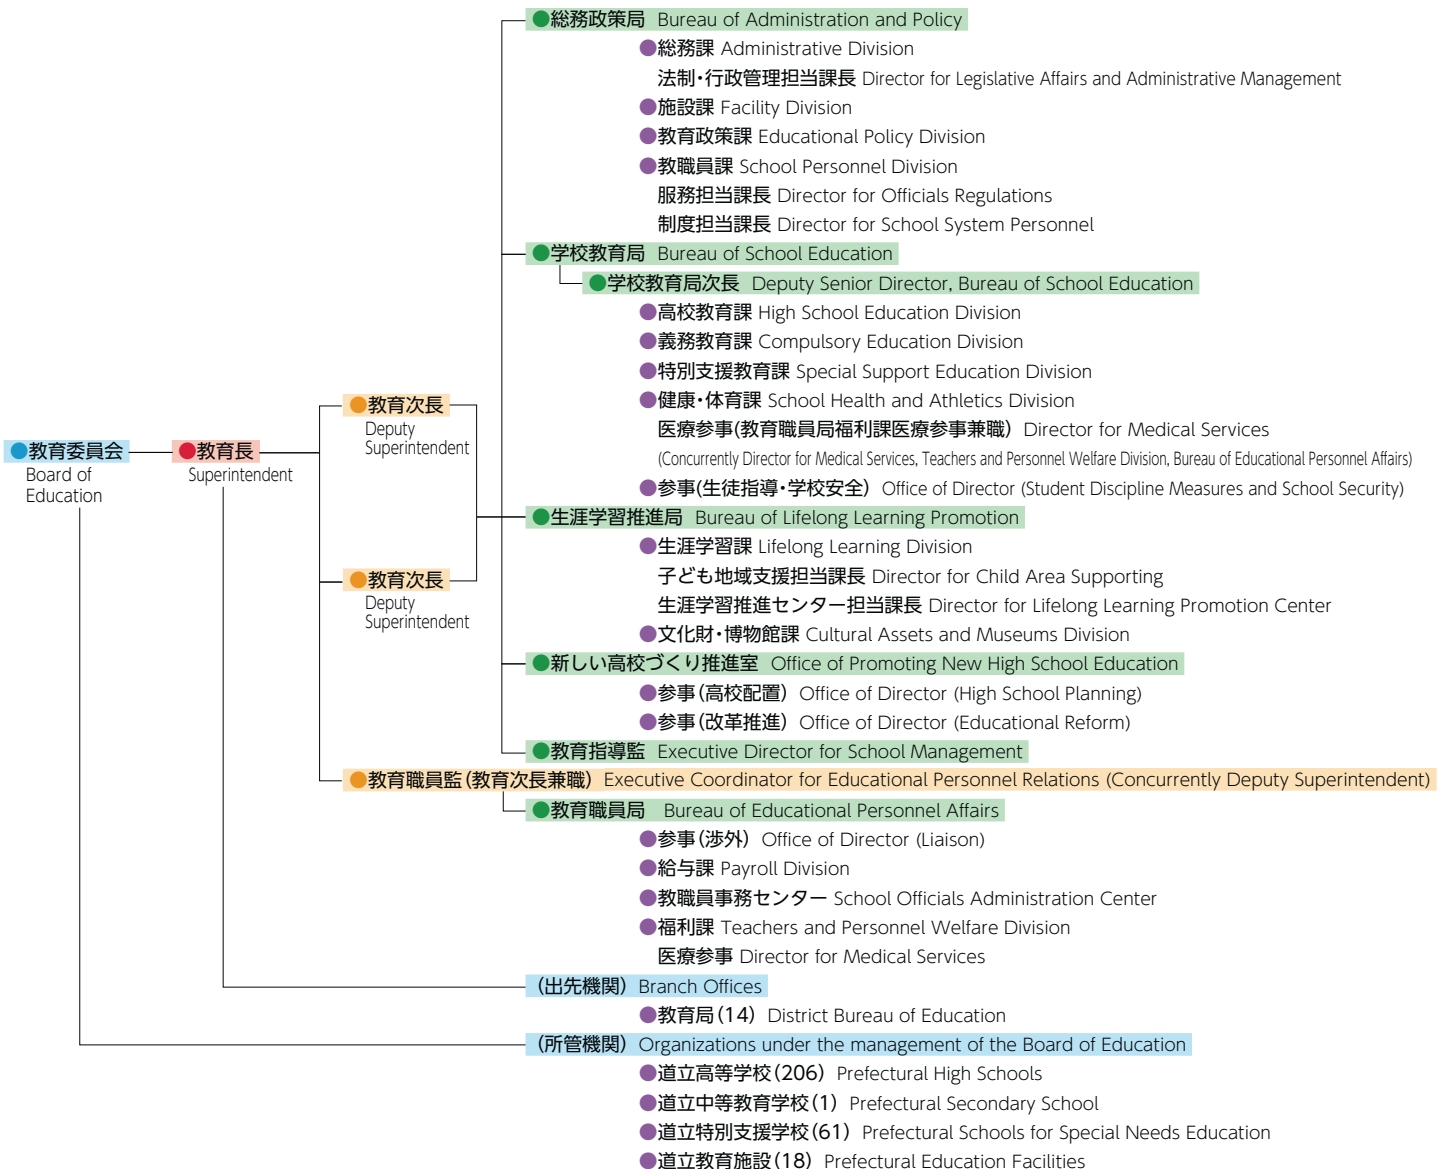 ●総務政策局 Bureau of Administration and Policy
●総務課 Administrative Division
法制・行政管理担当課長 Director for Legislative Affairs and Administrative Management
●施設課 Facility Division
●教育政策課 Educational Policy Division
●教職員課 School Personnel Division
服務担当課長 Director for Officials Regulations
制度担当課長 Director for School System Personnel
●学校教育局 Bureau of School Education
●学校教育局次長 Deputy Senior Director, Bureau of School Education
●高校教育課 High School Education Division
●義務教育課 Compulsory Education Division
●特別支援教育課 Special Support Education Division
●健康・体育課 School Health and Athletics Division
医療参事(教育職員局福利課医療参事兼職) Director for Medical Services
(Concurrently Director for Medical Services, Teachers and Personnel Welfare Division, Bureau of Educational Personnel Affairs)
●参事(生徒指導・学校安全) Office of Director (Student Discipline Measures and School Security)
●教育委員会
Board of
Education
●教育長
Superintendent
●教育次長
Deputy
Superintendent
●教育次長
Deputy
Superintendent
●生涯学習推進局 Bureau of Lifelong Learning Promotion
●生涯学習課 Lifelong Learning Division
子ども地域支援担当課長 Director for Child Area Supporting
生涯学習推進センター担当課長 Director for Lifelong Learning Promotion Center
●文化財・博物館課 Cultural Assets and Museums Division
●新しい高校づくり推進室 Office of Promoting New High School Education
●参事(高校配置) Office of Director (High School Planning)
●参事(改革推進) Office of Director (Educational Reform)
●教育指導監 Executive Director for School Management
●教育職員監(教育次長兼職) Executive Coordinator for Educational Personnel Relations (Concurrently Deputy Superintendent)
●教育職員局 Bureau of Educational Personnel Affairs
●参事(渉外) Office of Director (Liaison)
●給与課 Payroll Division
●教職員事務センター School Officials Administration Center
●福利課 Teachers and Personnel Welfare Division
医療参事 Director for Medical Services
(出先機関) Branch Offices
●教育局(14) District Bureau of Education
(所管機関) Organizations under the management of the Board of Education
●道立高等学校(206) Prefectural High Schools
●道立中等教育学校(1) Prefectural Secondary School
●道立特別支援学校(61) Prefectural Schools for Special Needs Education
●道立教育施設(18) Prefectural Education Facilities